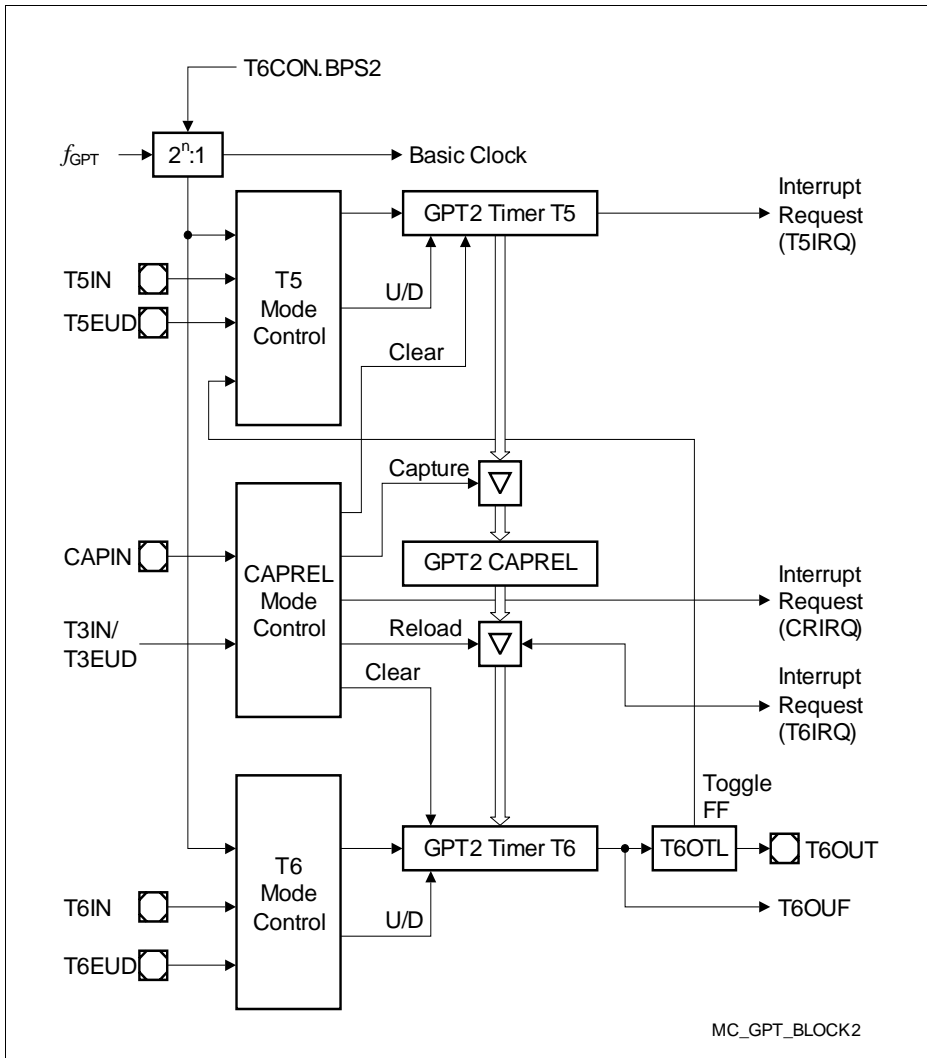 T6CON.BPS2
fGPT
2n:1
Basic Clock
Interrupt
Request
(T5IRQ)
GPT2 Timer T5
T5
Mode
Control
T5IN
T5EUD
U/D
Clear
Capture
CAPIN
GPT2 CAPREL
CAPREL
Mode
Control
Interrupt
Request
(CRIRQ)
T3IN/
T3EUD
Reload
Clear
Interrupt
Request
(T6IRQ)
Toggle
FF
GPT2 Timer T6
T6OTL
T6OUT
T6
Mode
Control
T6IN
U/D
T6OUF
T6EUD
MC_GPT_BLOCK2